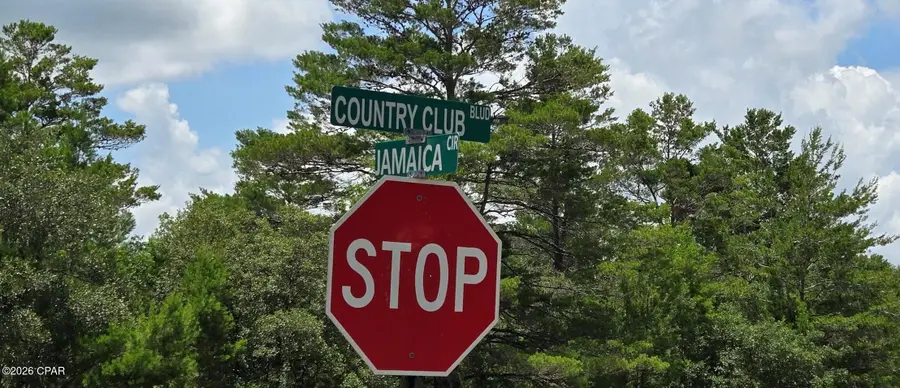 COUNTRY CLUB BLVD
JAMAICA CIR
STOP
©2026 CPAR